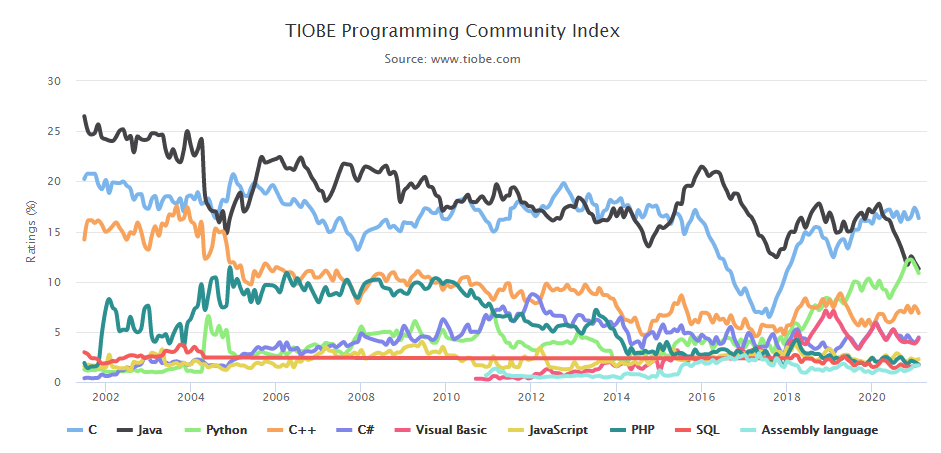 TIOBE Programming Community Index
Source: www.tiobe.com
Ratings (%)
30
25
20
15
10
5
0
2002 2004 2006 2008 2010 2012 2014 2016 2018 2020
C Java Python C++ C# Visual Basic JavaScript PHP SQL Assembly language